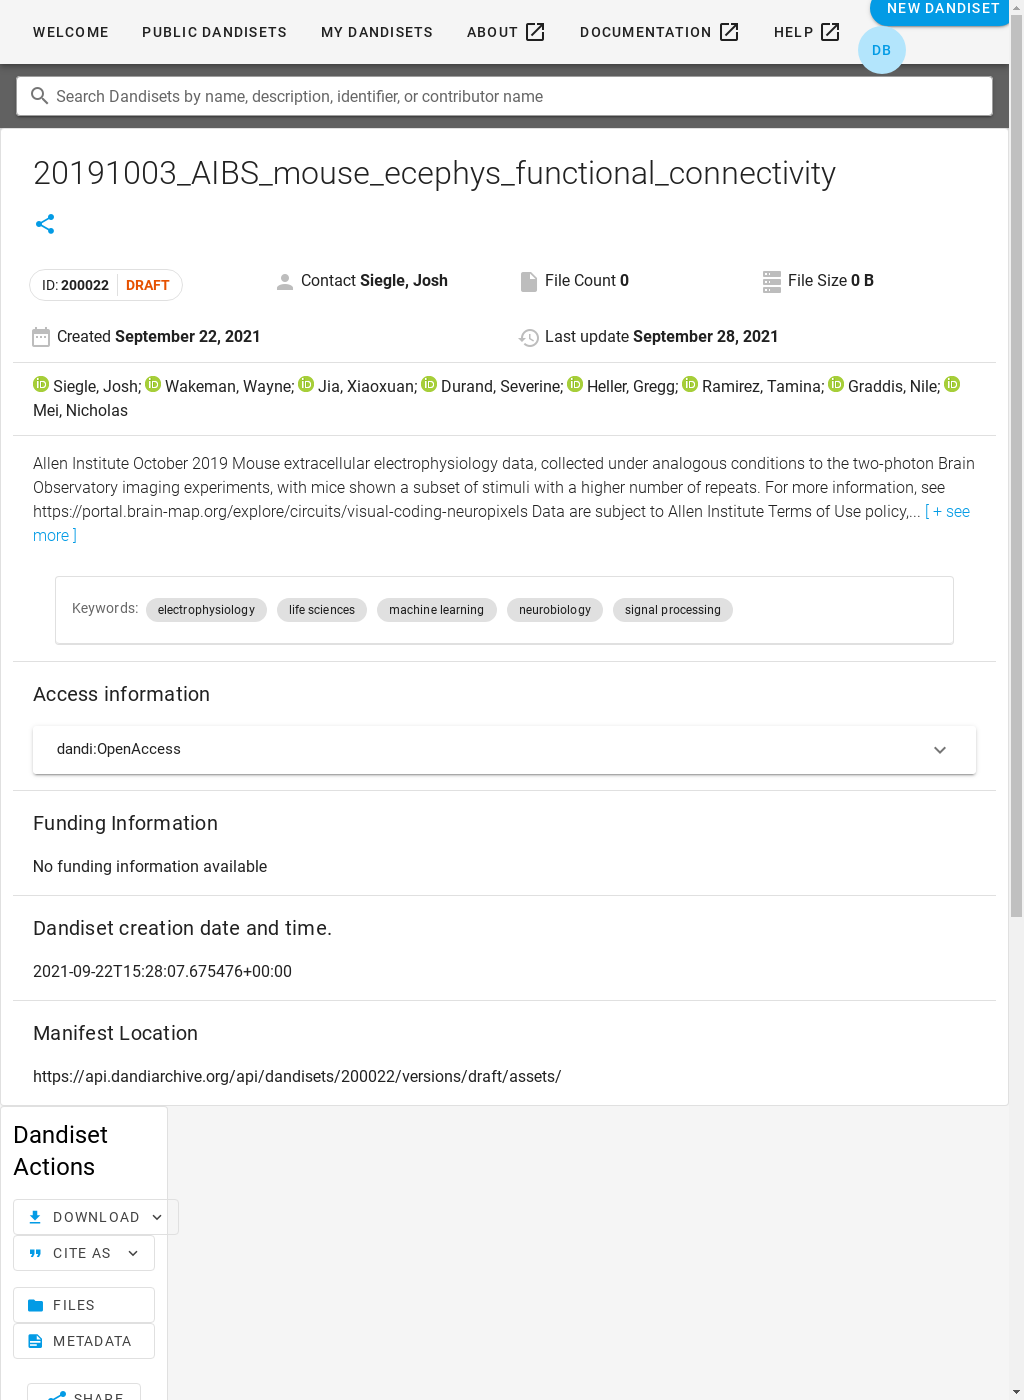 WELCOME PUBLIC DANDISETS MY DANDISETS ABOUT DOCUMENTATION HELP NEW DANDISET
DB
Search Dandisets by name, description, identifier, or contributor name
20191003_AIBS_mouse_ecephys_functional_connectivity
ID: 200022 DRAFT Contact Siegle, Josh File Count 0 File Size 0 B
Created September 22, 2021 Last update September 28, 2021
iD Siegle, Josh; iD Wakeman, Wayne; iD Jia, Xiaoxuan; iD Durand, Severine; iD Heller, Gregg; iD Ramirez, Tamina; iD Graddis, Nile; iD
Mei, Nicholas
Allen Institute October 2019 Mouse extracellular electrophysiology data, collected under analogous conditions to the two-photon Brain
Observatory imaging experiments, with mice shown a subset of stimuli with a higher number of repeats. For more information, see
https://portal.brain-map.org/explore/circuits/visual-coding-neuropixels Data are subject to Allen Institute Terms of Use policy,... [ + see
more ]
Keywords: electrophysiology life sciences machine learning neurobiology signal processing
Access information
dandi:OpenAccess
Funding Information
No funding information available
Dandiset creation date and time.
2021-09-22T15:28:07.675476+00:00
Manifest Location
https://api.dandiarchive.org/api/dandisets/200022/versions/draft/assets/
Dandiset
Actions
DOWNLOAD
CITE AS
FILES
METADATA
SHARE